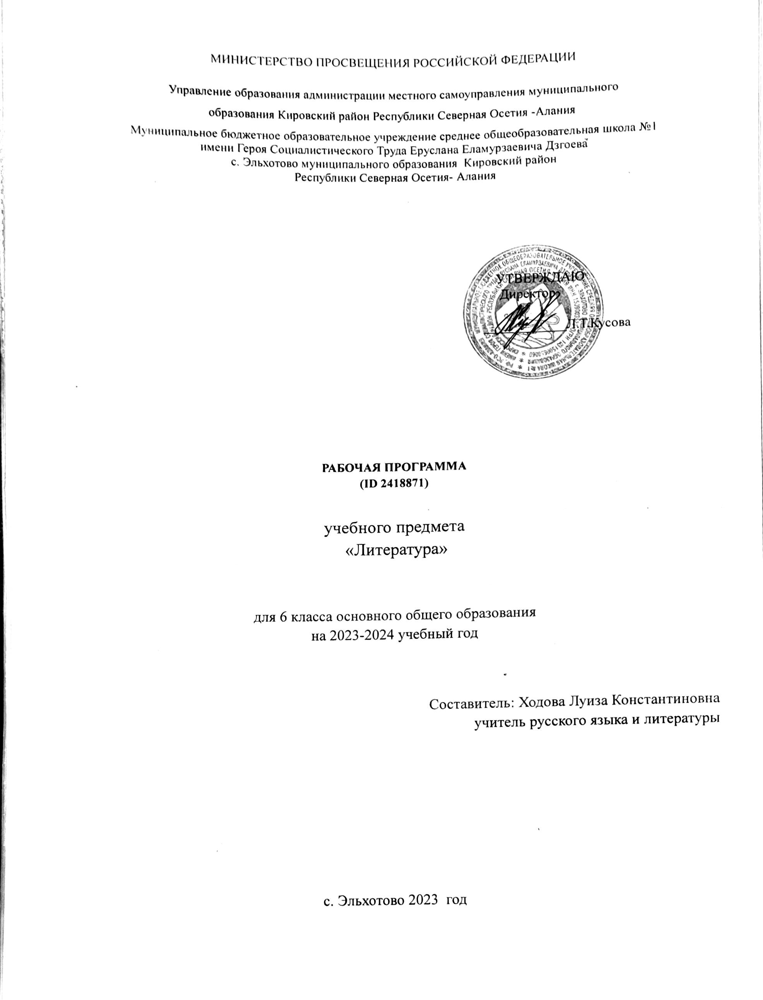 МИНИСТЕРСТВО ПРОСВЕЩЕНИЯ РОССИЙСКОЙ ФЕДЕРАЦИИ
Управление образования администрации местного самоуправления муниципального
образования Кировский район Республики Северная Осетия -Алания
Муниципальное бюджетное образовательное учреждение среднее общеобразовательная школа №1
имени Героя Социалистического Труда Еруслана Еламурзаевича Дзгоева
с. Эльхотово муниципального образования Кировский район
Республики Северная Осетия- Алания
УТВЕРЖДАЮ
Директор
Л.Т.Кусова
РАБОЧАЯ ПРОГРАММА
(ID 2418871)
учебного предмета
«Литература»
для 6 класса основного общего образования
на 2023-2024 учебный год
Составитель: Ходова Луиза Константиновна
учитель русского языка и литературы
с. Эльхотово 2023 год